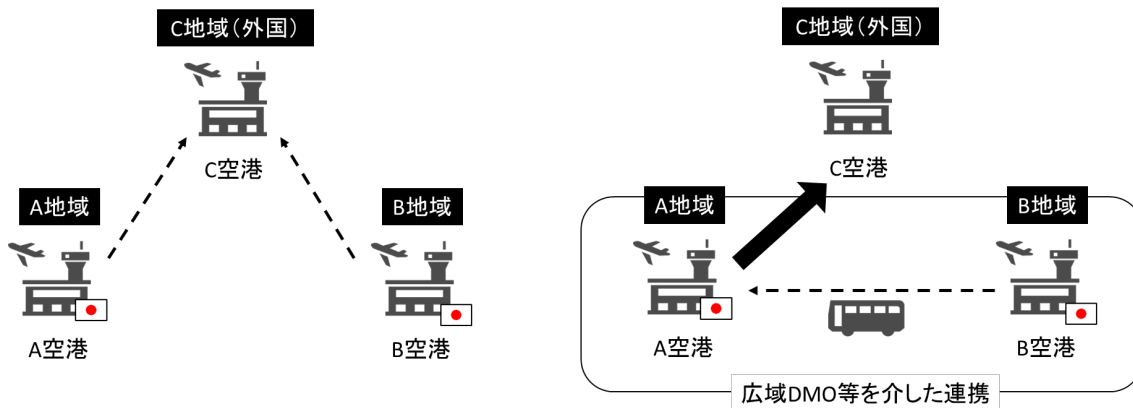 C地域（外国）
C空港
A地域
B地域
A空港
B空港
C地域（外国）
C空港
A地域
B地域
A空港
B空港
広域DMO等を介した連携